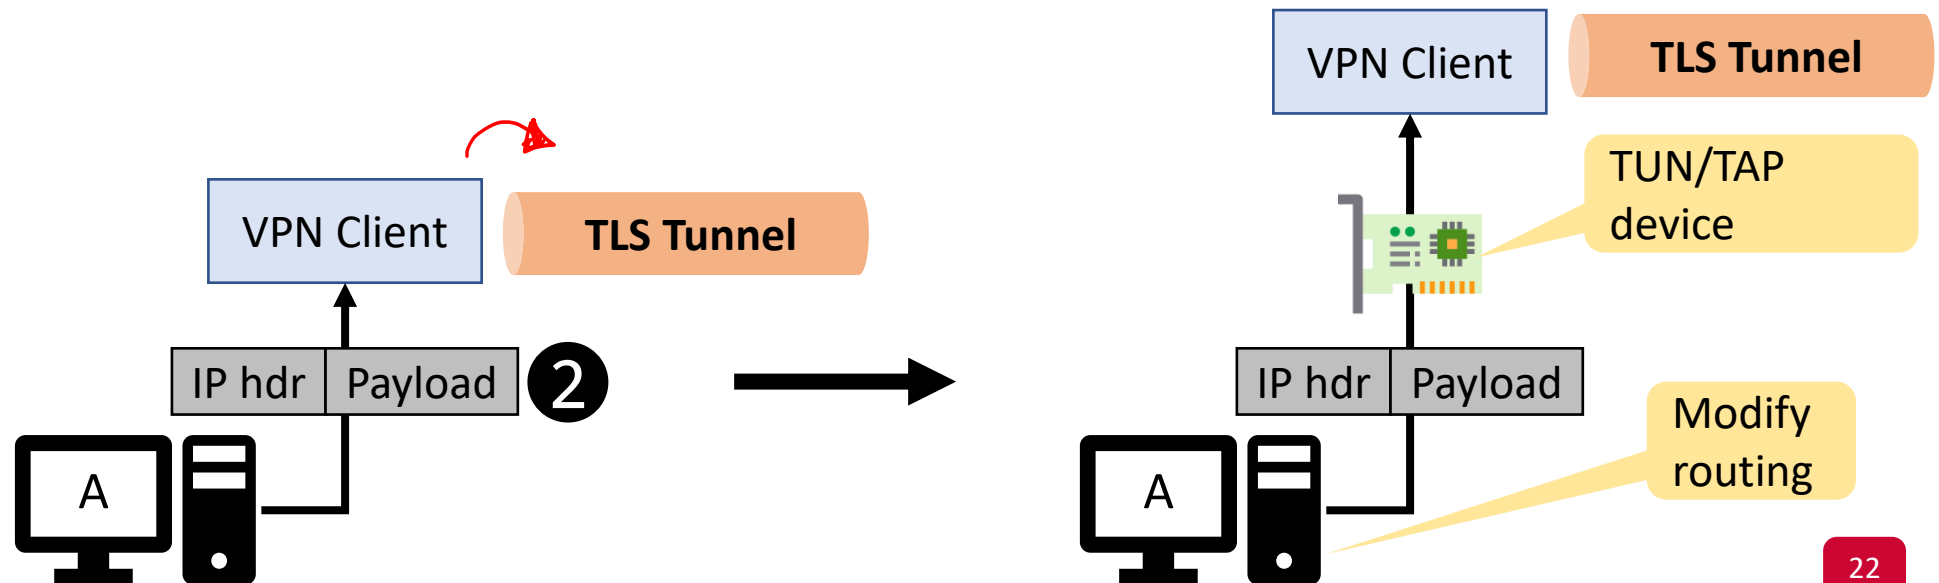 VPN Client
TLS Tunnel
IP hdr
Payload
2
A
VPN Client
TLS Tunnel
TUN/TAP
device
IP hdr
Payload
Modify
routing
A
22